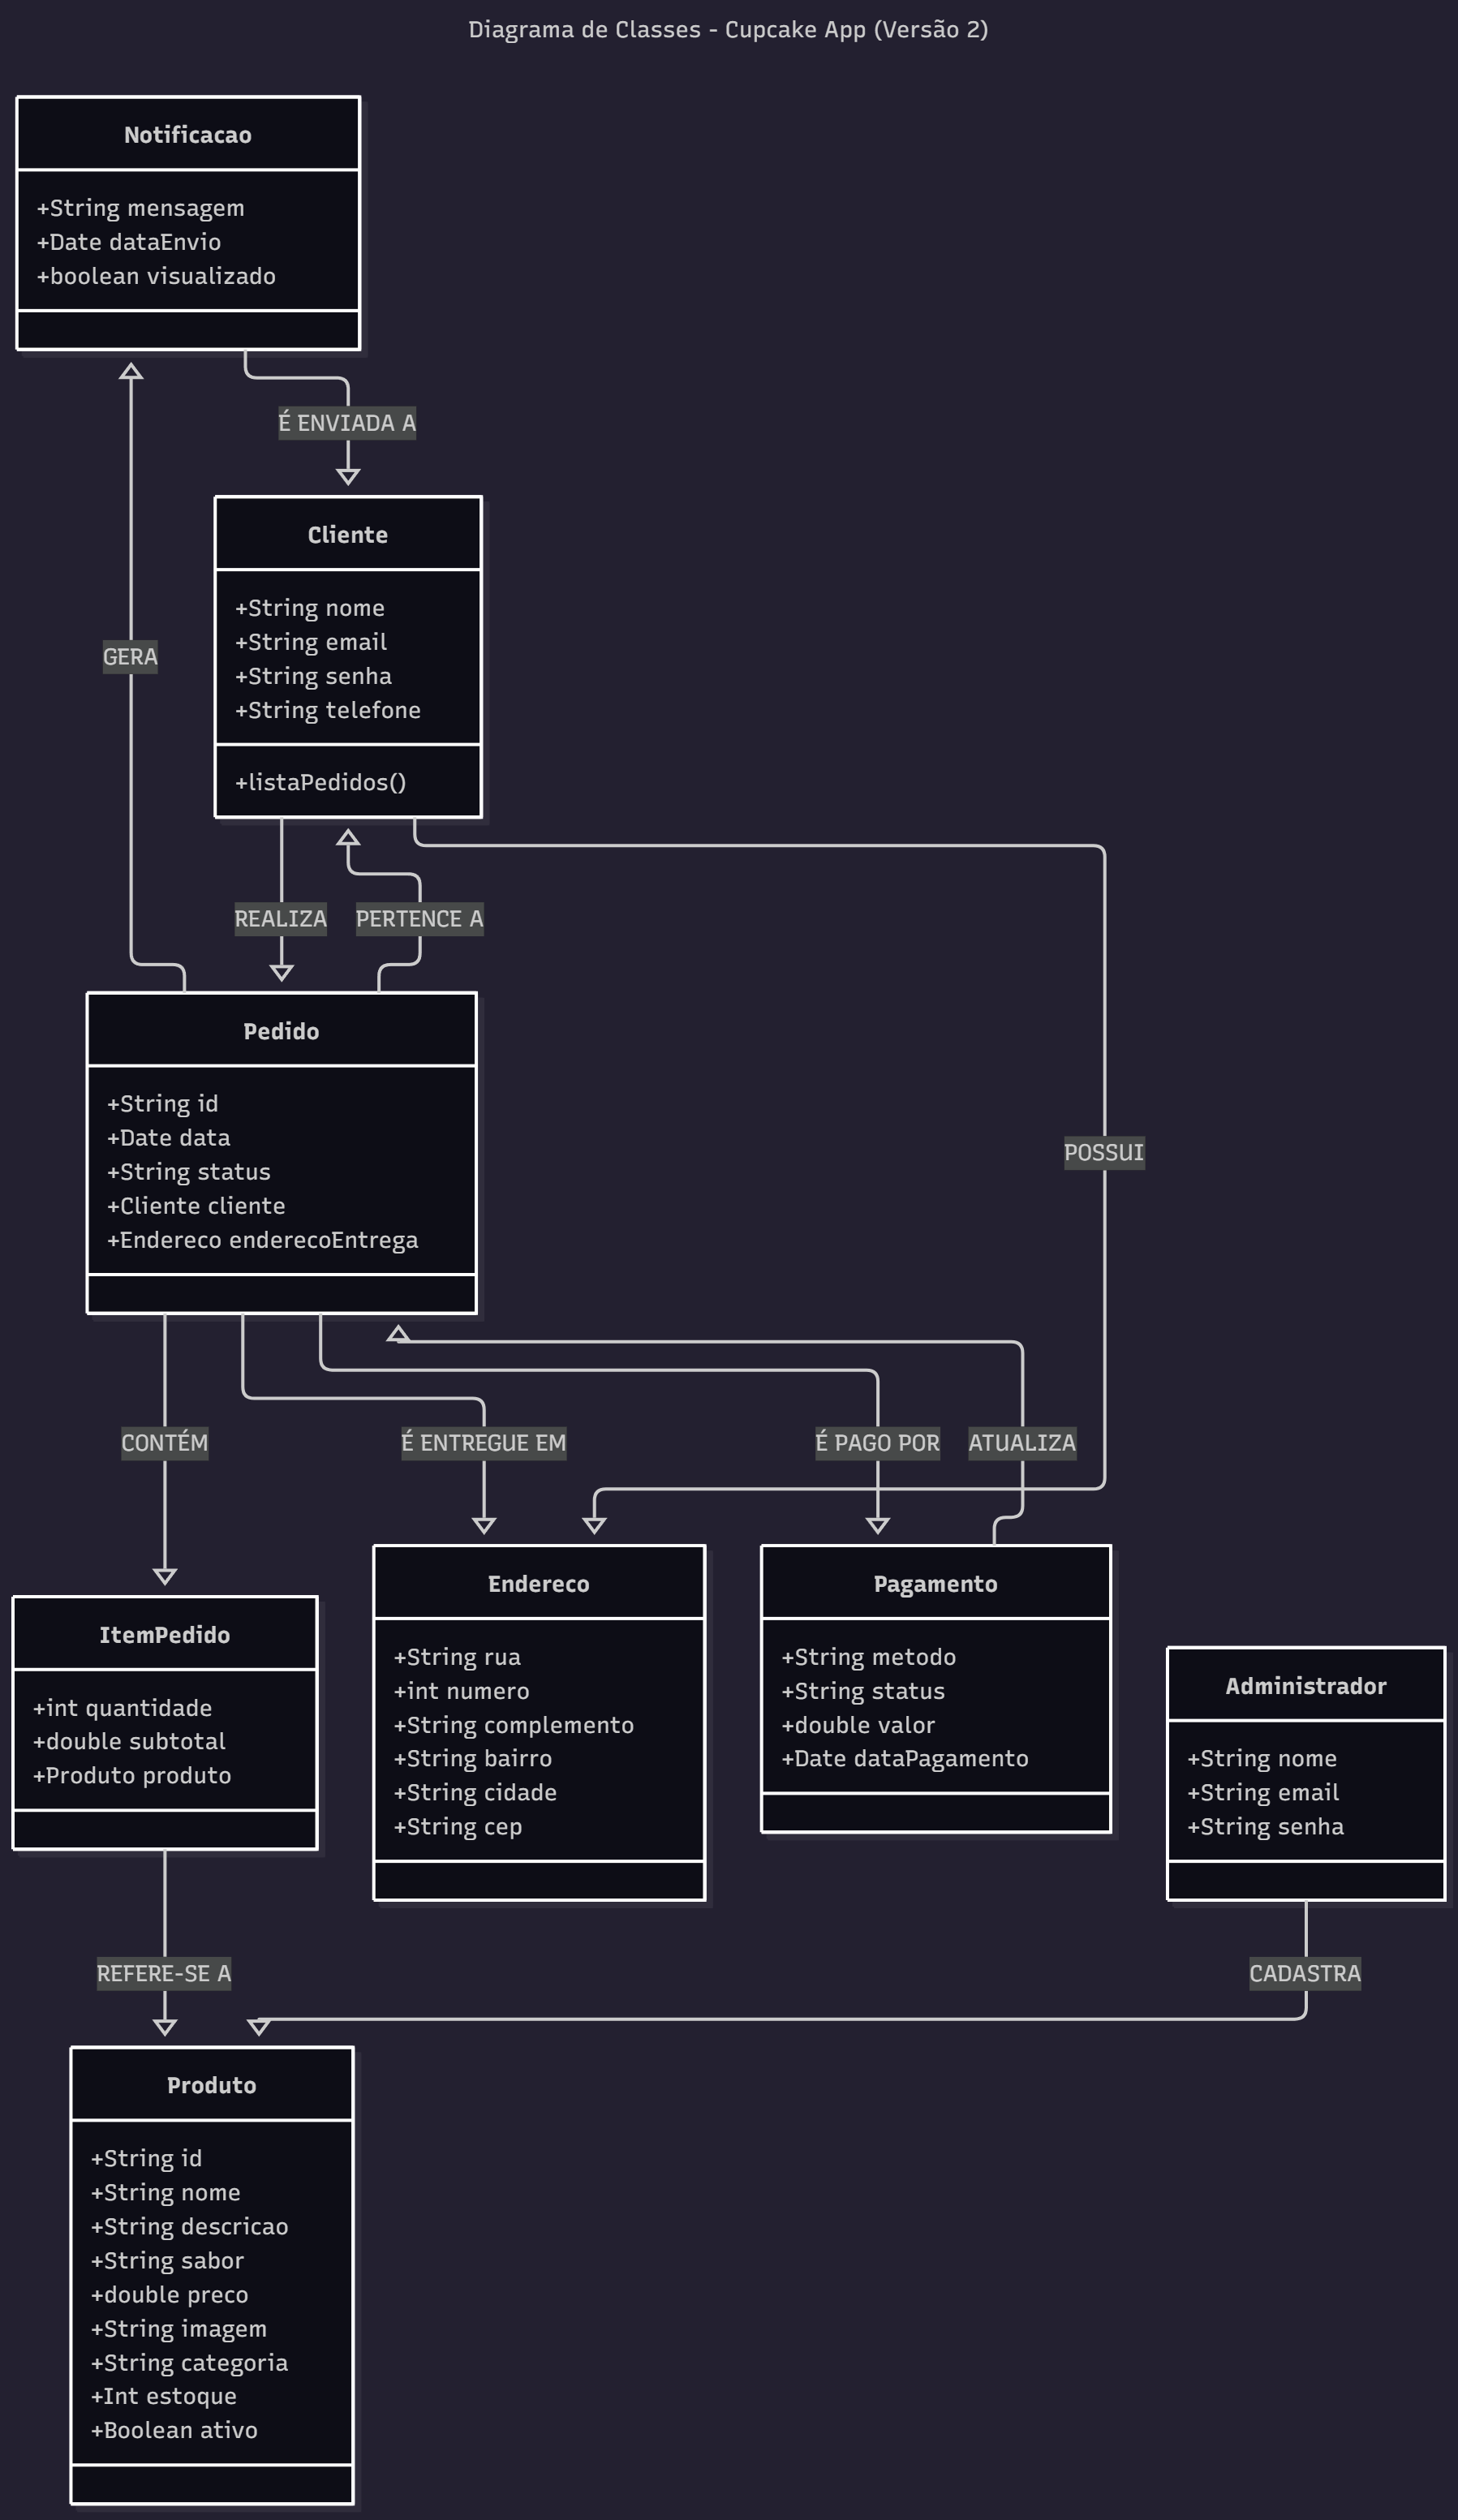 Diagrama de Classes - Cupcake App (Versão 2)
Notificacao
+String mensagem
+Date dataEnvio
+boolean visualizado
É ENVIADA A
Cliente
+String nome
+String email
+String senha
+String telefone
+listaPedidos()
GERA
REALIZA
PERTENCE A
Pedido
+String id
+Date data
+String status
+Cliente cliente
+Endereco enderecoEntrega
POSSUI
CONTÉM
É ENTREGUE EM
É PAGO POR
ATUALIZA
ItemPedido
+int quantidade
+double subtotal
+Produto produto
Endereco
+String rua
+int numero
+String complemento
+String bairro
+String cidade
+String cep
Pagamento
+String metodo
+String status
+double valor
+Date dataPagamento
Administrador
+String nome
+String email
+String senha
REFERE-SE A
CADASTRA
Produto
+String id
+String nome
+String descricao
+String sabor
+double preco
+String imagem
+String categoria
+Int estoque
+Boolean ativo